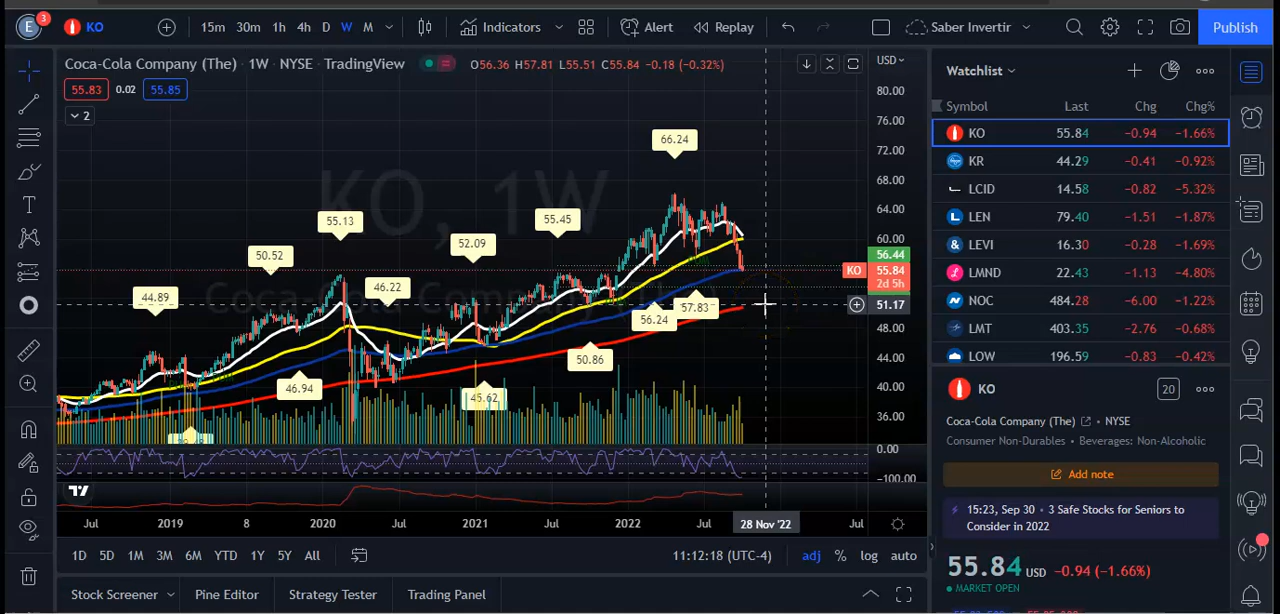 E 3 KO 15m 30m 1h 4h D W M Indicators Alert Replay Saber Invertir Publish
Coca-Cola Company (The) · 1W · NYSE · TradingView O56.36 H57.81 L55.51 C55.84 −0.18 (−0.32%) USD
55.83 0.02 55.85
2
KO, 1W
Coca-Cola Company (The)
80.00
76.00
72.00
68.00
64.00
60.00
56.44
KO 55.84
2d 5h
51.17
48.00
44.00
40.00
36.00
0.00
−100.00
66.24
55.13
55.45
52.09
50.52
46.22
44.89
57.83
56.24
50.86
46.94
45.62
Jul 2019 8 2020 Jul 2021 Jul 2022 Jul 28 Nov '22 Jul
1D 5D 1M 3M 6M YTD 1Y 5Y All 11:12:18 (UTC-4) adj % log auto
Stock Screener Pine Editor Strategy Tester Trading Panel
Watchlist
Symbol Last Chg Chg%
KO 55.84 −0.94 −1.66%
KR 44.29 −0.41 −0.92%
LCID 14.58 −0.82 −5.32%
LEN 79.40 −1.51 −1.87%
LEVI 16.30 −0.28 −1.69%
LMND 22.43 −1.13 −4.80%
NOC 484.28 −6.00 −1.22%
LMT 403.35 −2.76 −0.68%
LOW 196.59 −0.83 −0.42%
KO 20
Coca-Cola Company (The) • NYSE
Consumer Non-Durables • Beverages: Non-Alcoholic
Add note
15:23, Sep 30 • 3 Safe Stocks for Seniors to
Consider in 2022
55.84 USD −0.94 (−1.66%)
MARKET OPEN